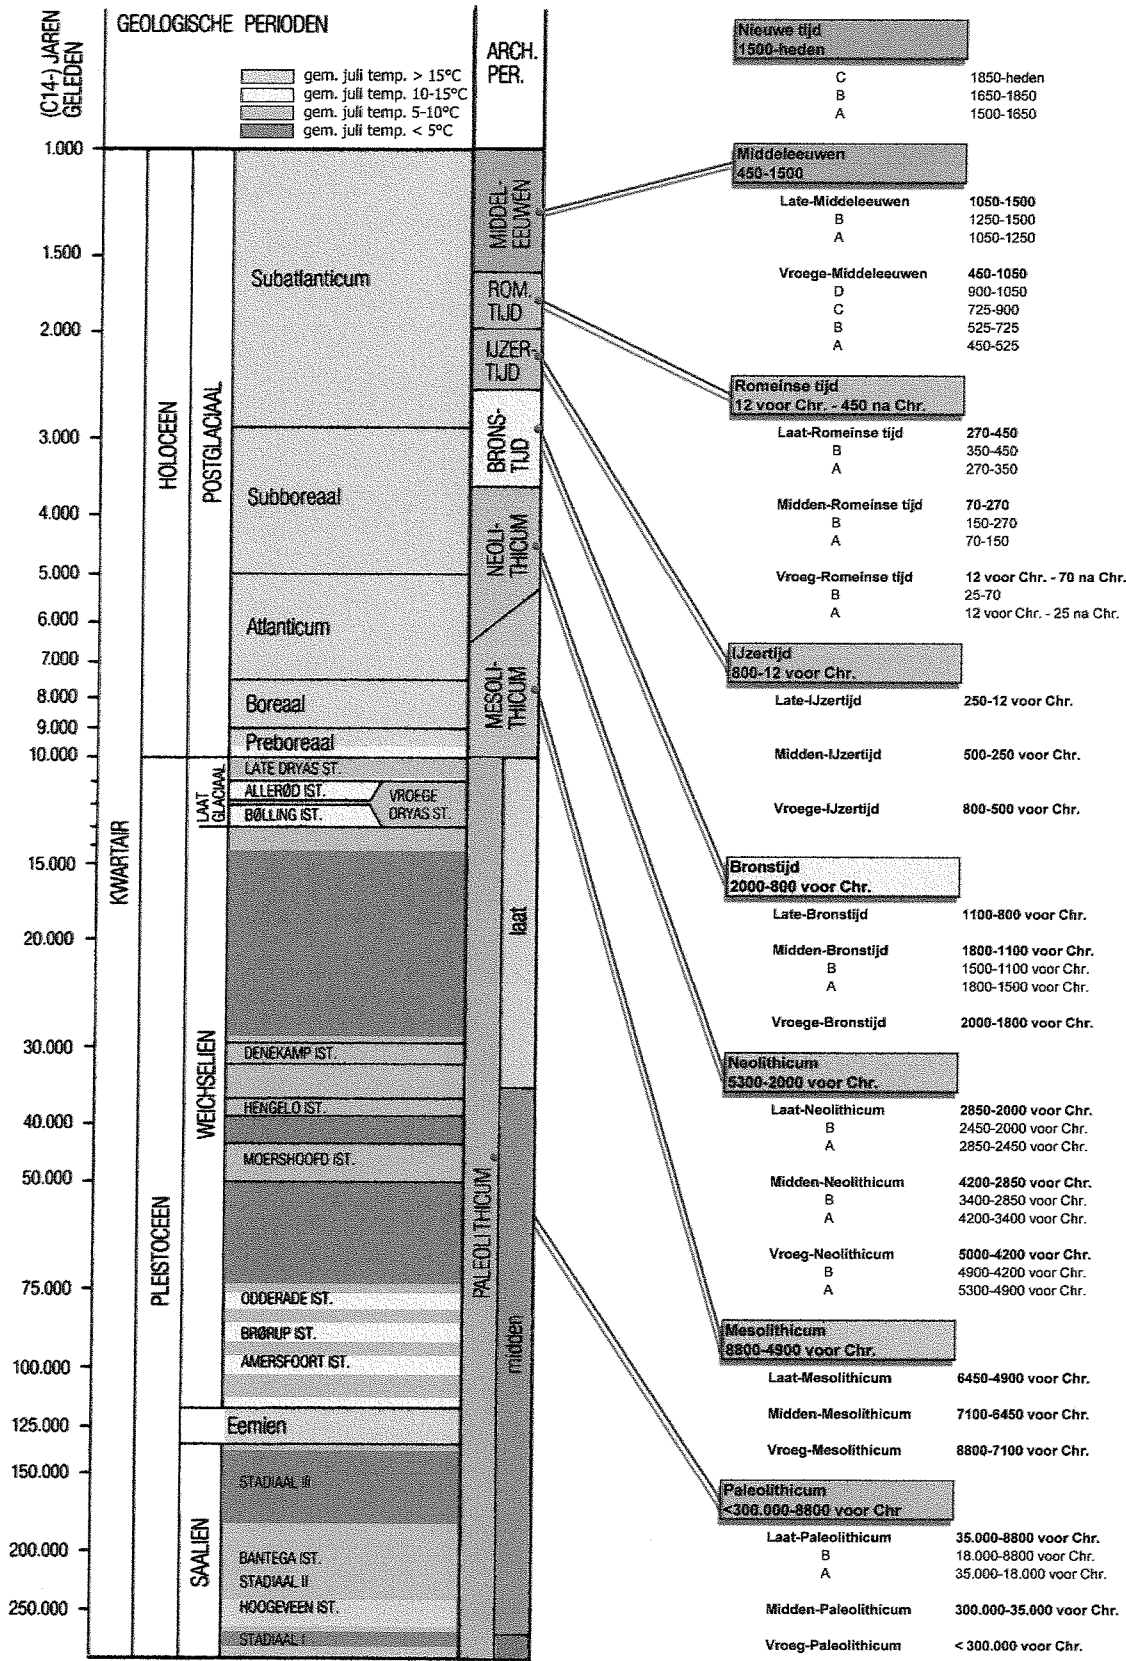 GEOLOGISCHE PERIODEN
(C14-) JAREN
GELEDEN
gem. juli temp. > 15°C
gem. juli temp. 10-15°C
gem. juli temp. 5-10°C
gem. juli temp. < 5°C
ARCH.
PER.
1.000
1.500
2.000
3.000
4.000
5.000
6.000
7.000
8.000
9.000
10.000
15.000
20.000
30.000
40.000
50.000
75.000
100.000
125.000
150.000
200.000
250.000
KWARTAIR
HOLOCEEN
PLEISTOCEEN
POSTGLACIAAL
LAAT
GLACIAAL
WEICHSELIEN
SAALIEN
Subatlanticum
Subboreaal
Atlanticum
Boreaal
Preboreaal
LATE DRYAS ST.
ALLERØD IST.
VROEGE
DRYAS ST.
BØLLING IST.
DENEKAMP IST.
HENGELO IST.
MOERSHOOFD IST.
ODDERADE IST.
BRØRUP IST.
AMERSFOORT IST.
Eemien
STADIAAL III
BANTEGA IST.
STADIAAL II
HOOGEVEEN IST.
STADIAAL I
MIDDEL-
EEUWEN
ROM.
TIJD
IJZER-
TIJD
BRONS-
TIJD
NEOLI-
THICUM
MESOLI-
THICUM
PALEOLITHICUM
laat
midden
Nieuwe tijd
1500-heden
C 1850-heden
B 1650-1850
A 1500-1650
Middeleeuwen
450-1500
Late-Middeleeuwen 1050-1500
B 1250-1500
A 1050-1250
Vroege-Middeleeuwen 450-1050
D 900-1050
C 725-900
B 525-725
A 450-525
Romeinse tijd
12 voor Chr. - 450 na Chr.
Laat-Romeinse tijd 270-450
B 350-450
A 270-350
Midden-Romeinse tijd 70-270
B 150-270
A 70-150
Vroeg-Romeinse tijd 12 voor Chr. - 70 na Chr.
B 25-70
A 12 voor Chr. - 25 na Chr.
IJzertijd
800-12 voor Chr.
Late-IJzertijd 250-12 voor Chr.
Midden-IJzertijd 500-250 voor Chr.
Vroege-IJzertijd 800-500 voor Chr.
Bronstijd
2000-800 voor Chr.
Late-Bronstijd 1100-800 voor Chr.
Midden-Bronstijd 1800-1100 voor Chr.
B 1500-1100 voor Chr.
A 1800-1500 voor Chr.
Vroege-Bronstijd 2000-1800 voor Chr.
Neolithicum
5300-2000 voor Chr.
Laat-Neolithicum 2850-2000 voor Chr.
B 2450-2000 voor Chr.
A 2850-2450 voor Chr.
Midden-Neolithicum 4200-2850 voor Chr.
B 3400-2850 voor Chr.
A 4200-3400 voor Chr.
Vroeg-Neolithicum 5000-4200 voor Chr.
B 4900-4200 voor Chr.
A 5300-4900 voor Chr.
Mesolithicum
8800-4900 voor Chr.
Laat-Mesolithicum 6450-4900 voor Chr.
Midden-Mesolithicum 7100-6450 voor Chr.
Vroeg-Mesolithicum 8800-7100 voor Chr.
Paleolithicum
<300.000-8800 voor Chr
Laat-Paleolithicum 35.000-8800 voor Chr.
B 18.000-8800 voor Chr.
A 35.000-18.000 voor Chr.
Midden-Paleolithicum 300.000-35.000 voor Chr.
Vroeg-Paleolithicum < 300.000 voor Chr.